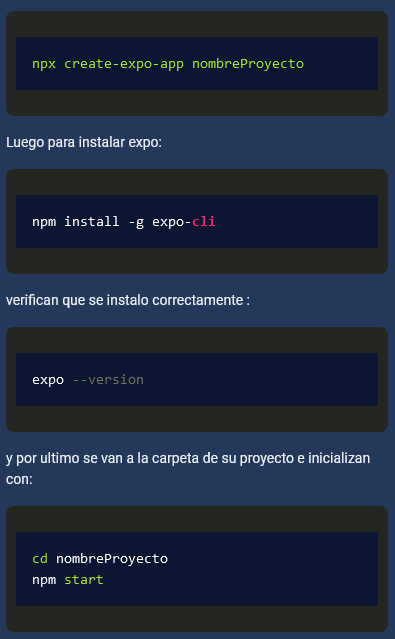 npx create-expo-app nombreProyecto
Luego para instalar expo:
npm install -g expo-cli
verifican que se instalo correctamente :
expo --version
y por ultimo se van a la carpeta de su proyecto e inicializan
con:
cd nombreProyecto
npm start